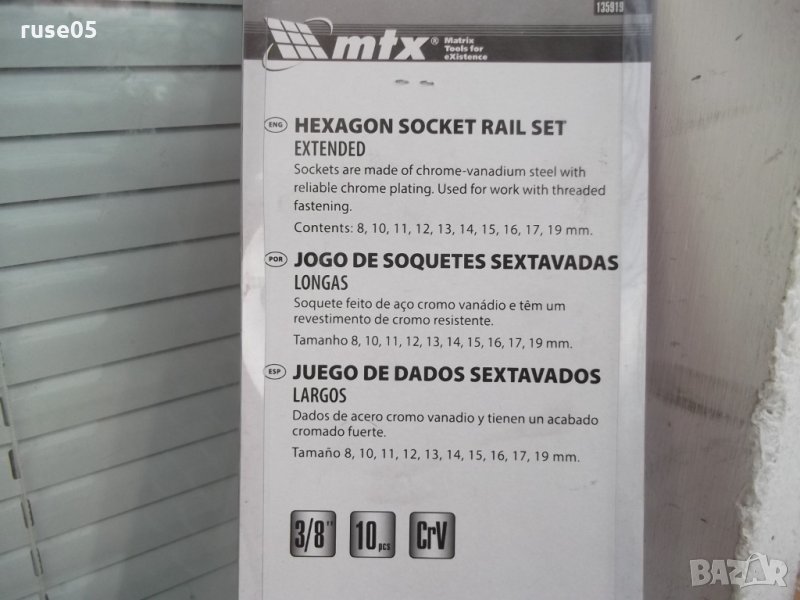 ruse05
135919
mtx® Matrix
Tools for
eXistence
ENG HEXAGON SOCKET RAIL SET
EXTENDED
Sockets are made of chrome-vanadium steel with
reliable chrome plating. Used for work with threaded
fastening.
Contents: 8, 10, 11, 12, 13, 14, 15, 16, 17, 19 mm.
POR JOGO DE SOQUETES SEXTAVADAS
LONGAS
Soquete feito de aço cromo vanádio e têm um
revestimento de cromo resistente.
Tamanho 8, 10, 11, 12, 13, 14, 15, 16, 17, 19 mm.
ESP JUEGO DE DADOS SEXTAVADOS
LARGOS
Dados de acero cromo vanadio y tienen un acabado
cromado fuerte.
Tamaño 8, 10, 11, 12, 13, 14, 15, 16, 17, 19 mm.
3/8" 10 pcs CrV
BAZAR